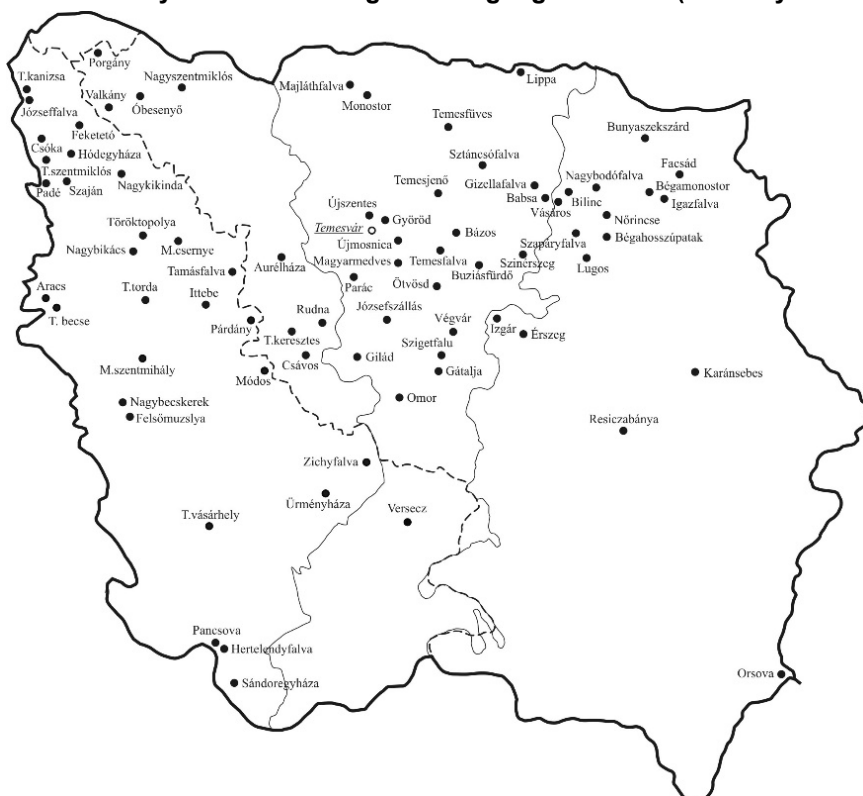 Porgány
T.kanizsa
Nagyszentmiklós
Majláthfalva
Lippa
Valkány
Óbesenyő
Monostor
Józseffalva
Feketetó
Temesfüves
Bunyaszekszárd
Csóka
Hódegyháza
T.szentmiklós
Sztáncsófalva
Facsád
Padé
Szaján
Nagykikinda
Temesjenő
Gizellafalva
Nagybodófalva
Babsa
Bégamonostor
Vásáros
Bilinc
Igazfalva
Újszentes
Győröd
Temesvár
Nőrincse
Töröktopolya
Újmosnica
Bázos
Szapáryfalva
Bégahosszúpatak
Nagybikács
M.csernye
Magyarmedves
Temesfalva
Szinérszeg
Tamásfalva
Aurélháza
Buziásfürdő
Lugos
Parác
Ötvösd
Aracs
T.torda
Ittebe
T. becse
Rudna
Józsefszállás
Végvár
Izgár
Párdány
T.keresztes
Érszeg
Szigetfalu
M.szentmihály
Csávos
Gilád
Módos
Gátalja
Karánsebes
Nagybecskerek
Omor
Felsőmuzslya
Resiczabánya
Zichyfalva
Ürményháza
T.vásárhely
Versecz
Pancsova
Hertelendyfalva
Sándoregyháza
Orsova